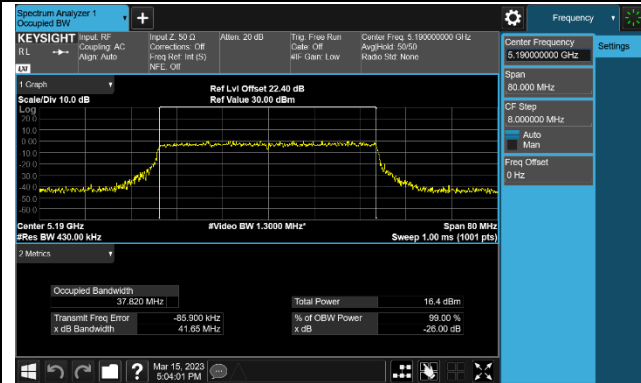 Spectrum Analyzer 1
Occupied BW
Frequency
KEYSIGHT Input: RF
RL
Coupling: AC
Align: Auto
Input Z: 50 Ω
Corrections: Off
Freq Ref: Int (S)
NFE: Off
Atten: 20 dB
Trig: Free Run
Gate: Off
#IF Gain: Low
Center Freq: 5.190000000 GHz
Avg|Hold: 50/50
Radio Std: None
LXI
Center Frequency
5.190000000 GHz
Settings
Span
80.000 MHz
CF Step
8.000000 MHz
Auto
Man
Freq Offset
0 Hz
1 Graph
Scale/Div 10.0 dB
Ref Lvl Offset 22.40 dB
Ref Value 30.00 dBm
Log
20.0
10.0
0.00
-10.0
-20.0
-30.0
-40.0
-50.0
-60.0
Center 5.19 GHz
#Video BW 1.3000 MHz*
Span 80 MHz
#Res BW 430.00 kHz
Sweep 1.00 ms (1001 pts)
2 Metrics
Occupied Bandwidth
37.820 MHz
Total Power 16.4 dBm
Transmit Freq Error -85.900 kHz
% of OBW Power 99.00 %
x dB Bandwidth 41.65 MHz
x dB -26.00 dB
Mar 15, 2023
5:04:01 PM